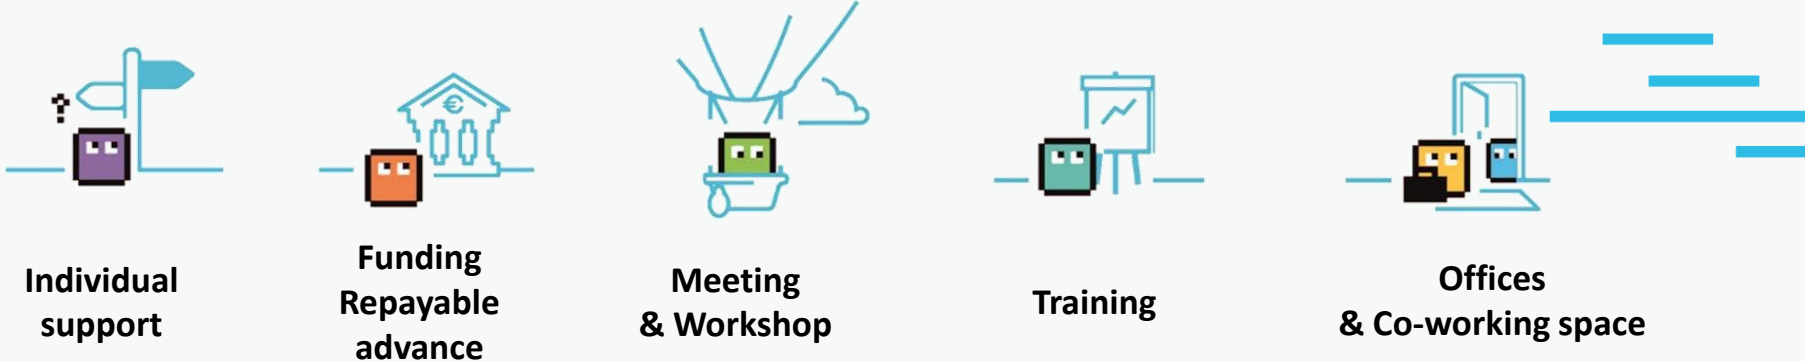 ?
€
Individual
support
Funding
Repayable
advance
Meeting
& Workshop
Training
Offices
& Co-working space